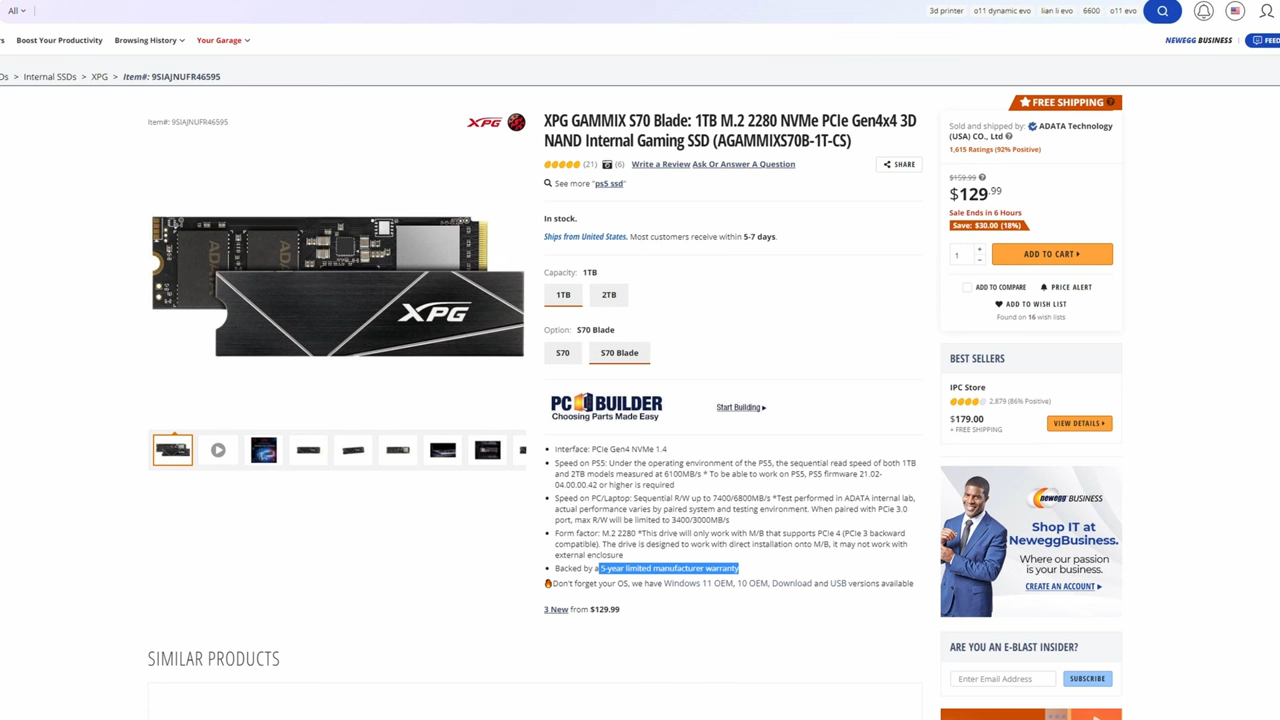 All
3d printer o11 dynamic evo lian li evo 6600 o11 evo
Boost Your Productivity Browsing History Your Garage
NEWEGG BUSINESS
> Internal SSDs > XPG > Item#: 9SIAJNUFR46595
Item#: 9SIAJNUFR46595
XPG
XPG
XPG GAMMIX S70 Blade: 1TB M.2 2280 NVMe PCIe Gen4x4 3D
NAND Internal Gaming SSD (AGAMMIXS70B-1T-CS)
(21) (6) Write a Review Ask Or Answer A Question
SHARE
See more "ps5 ssd"
In stock.
Ships from United States. Most customers receive within 5-7 days.
Capacity: 1TB
1TB 2TB
Option: S70 Blade
S70 S70 Blade
PC BUILDER
Choosing Parts Made Easy
Start Building
• Interface: PCIe Gen4 NVMe 1.4
• Speed on PS5: Under the operating environment of the PS5, the sequential read speed of both 1TB
and 2TB models measured at 6100MB/s * To be able to work on PS5, PS5 firmware 21.02-
04.00.00.42 or higher is required
• Speed on PC/Laptop: Sequential R/W up to 7400/6800MB/s *Test performed in ADATA internal lab,
actual performance varies by paired system and testing environment. When paired with PCIe 3.0
port, max R/W will be limited to 3400/3000MB/s
• Form factor: M.2 2280 *This drive will only work with M/B that supports PCIe 4 (PCIe 3 backward
compatible). The drive is designed to work with direct installation onto M/B, it may not work with
external enclosure
• Backed by a 5-year limited manufacturer warranty
Don't forget your OS, we have Windows 11 OEM, 10 OEM, Download and USB versions available
3 New from $129.99
SIMILAR PRODUCTS
FREE SHIPPING
Sold and shipped by: ADATA Technology
(USA) CO., Ltd
1,615 Ratings (92% Positive)
$159.99
$129.99
Sale Ends in 6 Hours
Save: $30.00 (18%)
1 + - ADD TO CART
ADD TO COMPARE PRICE ALERT
ADD TO WISH LIST
Found on 16 wish lists
BEST SELLERS
IPC Store
2,879 (86% Positive)
$179.00
+ FREE SHIPPING
VIEW DETAILS
newegg BUSINESS
Shop IT at
NeweggBusiness.
Where our passion
is your business.
CREATE AN ACCOUNT
ARE YOU AN E-BLAST INSIDER?
Enter Email Address SUBSCRIBE